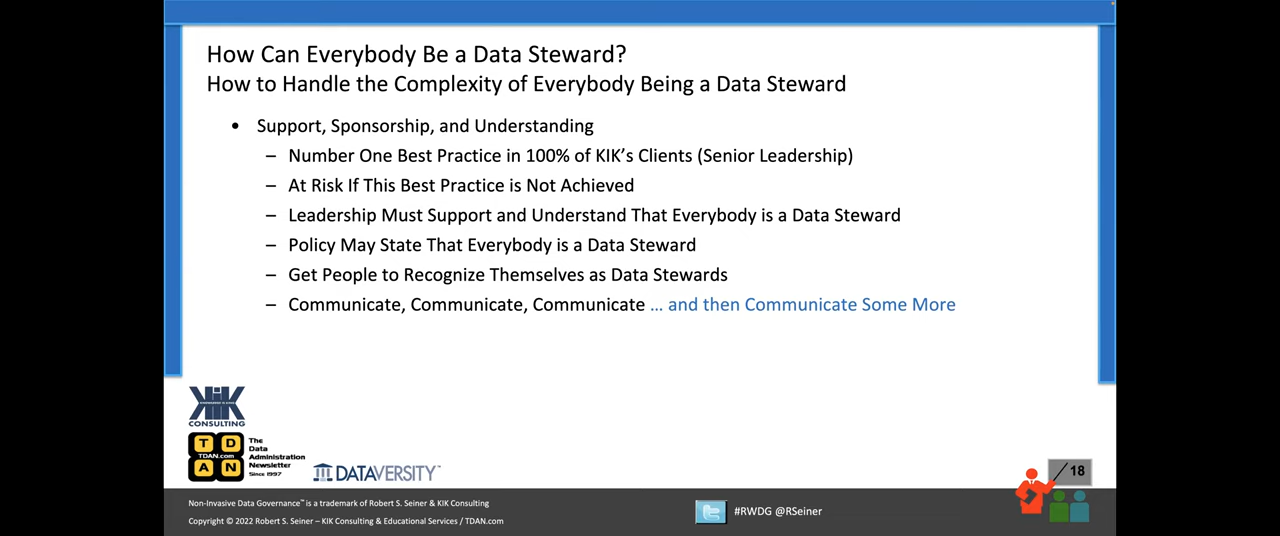 How Can Everybody Be a Data Steward?
How to Handle the Complexity of Everybody Being a Data Steward
• Support, Sponsorship, and Understanding
– Number One Best Practice in 100% of KIK's Clients (Senior Leadership)
– At Risk If This Best Practice is Not Achieved
– Leadership Must Support and Understand That Everybody is a Data Steward
– Policy May State That Everybody is a Data Steward
– Get People to Recognize Themselves as Data Stewards
– Communicate, Communicate, Communicate … and then Communicate Some More
KIK
CONSULTING
T D
TDAN.com
A N
The
Data
Administration
Newsletter
Since 1997
DATAVERSITY™
18
Non-Invasive Data Governance™ is a trademark of Robert S. Seiner & KIK Consulting
Copyright © 2022 Robert S. Seiner – KIK Consulting & Educational Services / TDAN.com
#RWDG @RSeiner